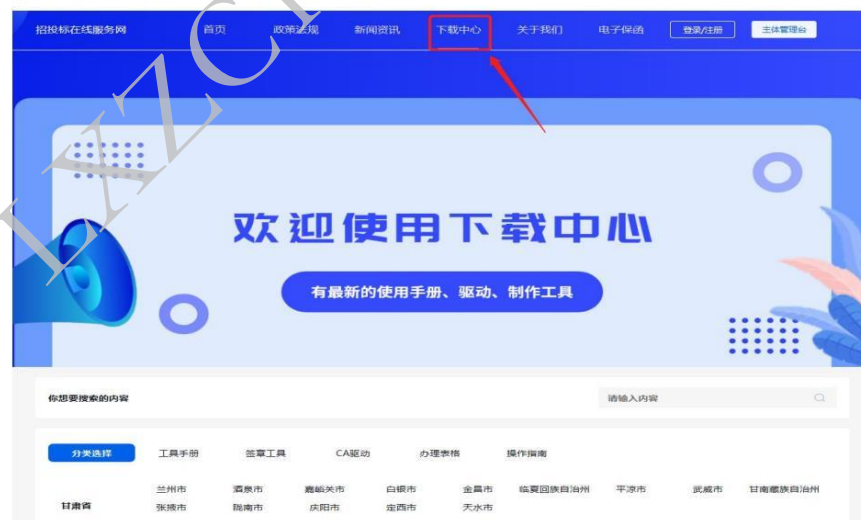 招投标在线服务网 首页 政策法规 新闻资讯 下载中心 关于我们 电子保函 登录/注册 主体管理台
欢迎使用下载中心
有最新的使用手册、驱动、制作工具
你想要搜索的内容 请输入内容
分类选择 工具手册 签章工具 CA驱动 办理表格 操作指南
兰州市 酒泉市 嘉峪关市 白银市 金昌市 临夏回族自治州 平凉市 武威市 甘南藏族自治州
甘肃省 张掖市 陇南市 庆阳市 定西市 天水市